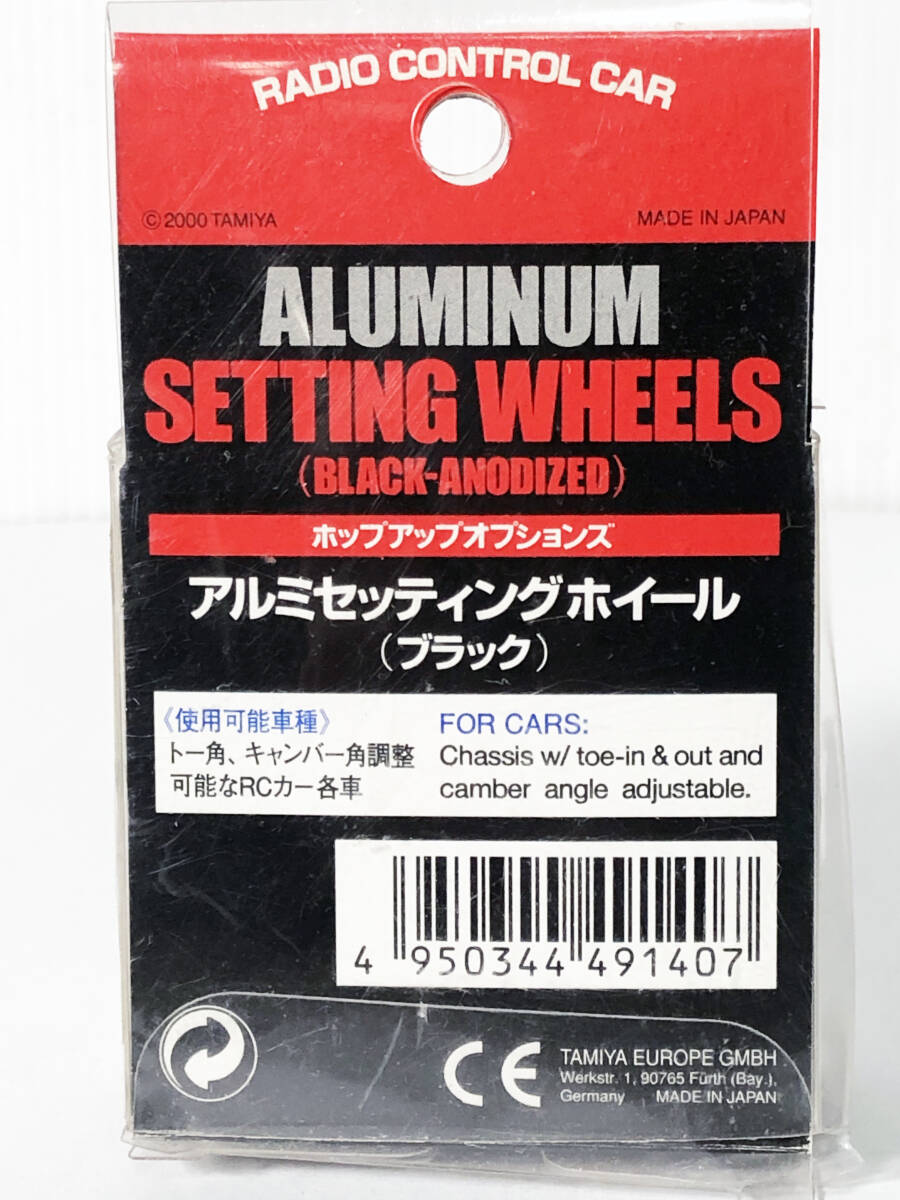 RADIO CONTROL CAR
©2000 TAMIYA
MADE IN JAPAN
ALUMINUM
SETTING WHEELS
(BLACK-ANODIZED)
ホップアップオプションズ
アルミセッティングホイール
(ブラック)
《使用可能車種》
トー角、キャンバー角調整
可能なRCカー各車
FOR CARS:
Chassis w/ toe-in & out and
camber angle adjustable.
4 950344 491407
CE
TAMIYA EUROPE GMBH
Werkstr. 1, 90765 Fürth (Bay.),
Germany MADE IN JAPAN